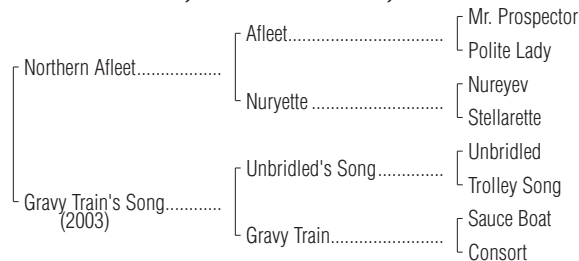 Mr. Prospector
Afleet
Polite Lady
Northern Afleet
Nureyev
Nuryette
Stellarette
Unbridled
Unbridled's Song
Trolley Song
Gravy Train's Song
(2003)
Sauce Boat
Gravy Train
Consort